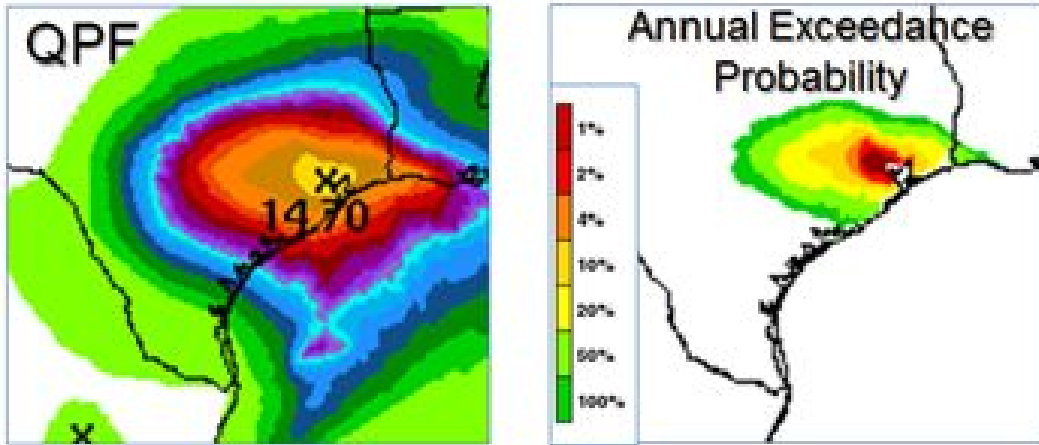 QPF
X
14.70
X
Annual Exceedance
Probability
1%
2%
4%
10%
20%
50%
100%